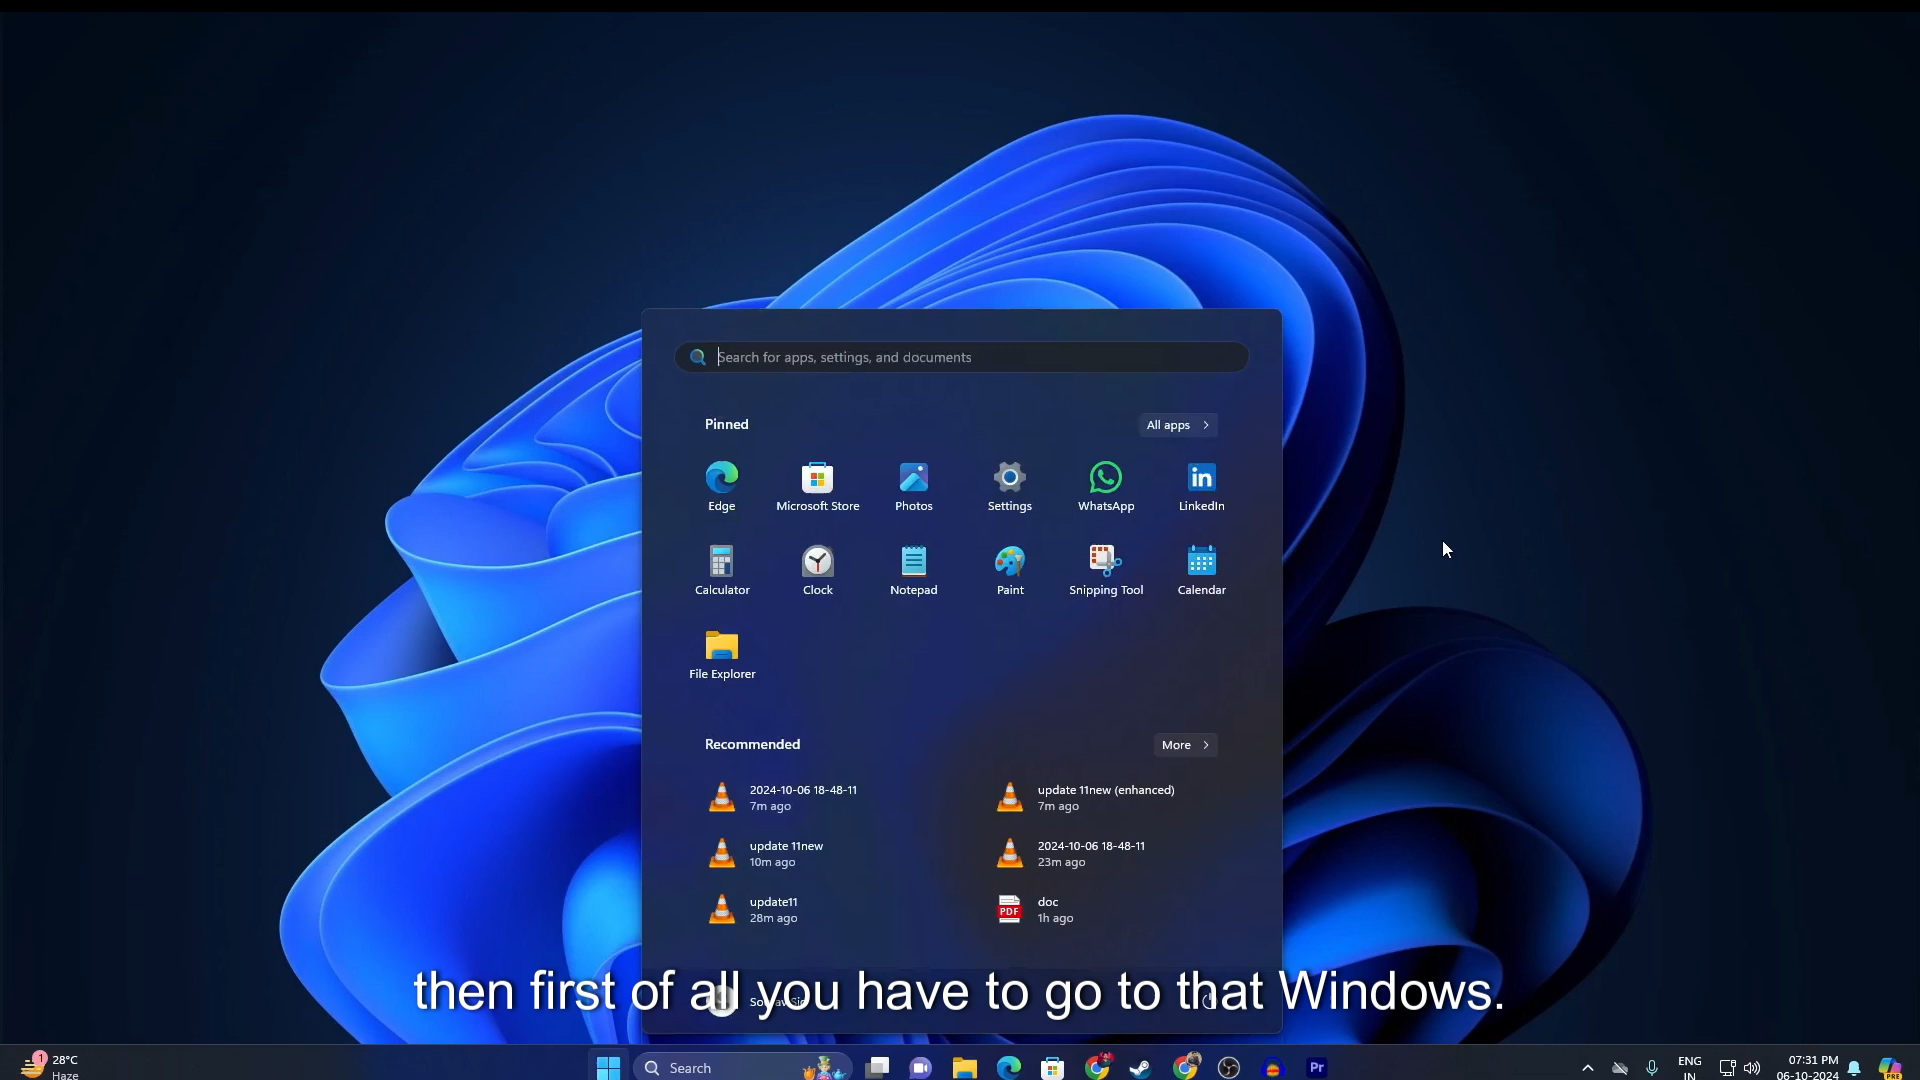 Search for apps, settings, and documents
Pinned
All apps
Edge
Microsoft Store
Photos
Settings
WhatsApp
LinkedIn
Calculator
Clock
Notepad
Paint
Snipping Tool
Calendar
File Explorer
Recommended
More
2024-10-06 18-48-11
7m ago
update 11new (enhanced)
7m ago
update 11new
10m ago
2024-10-06 18-48-11
23m ago
update11
28m ago
PDF
doc
1h ago
then first of all you have to go to that Windows.
1
28°C
Haze
Search
Pr
ENG
IN
07:31 PM
06-10-2024
PRE